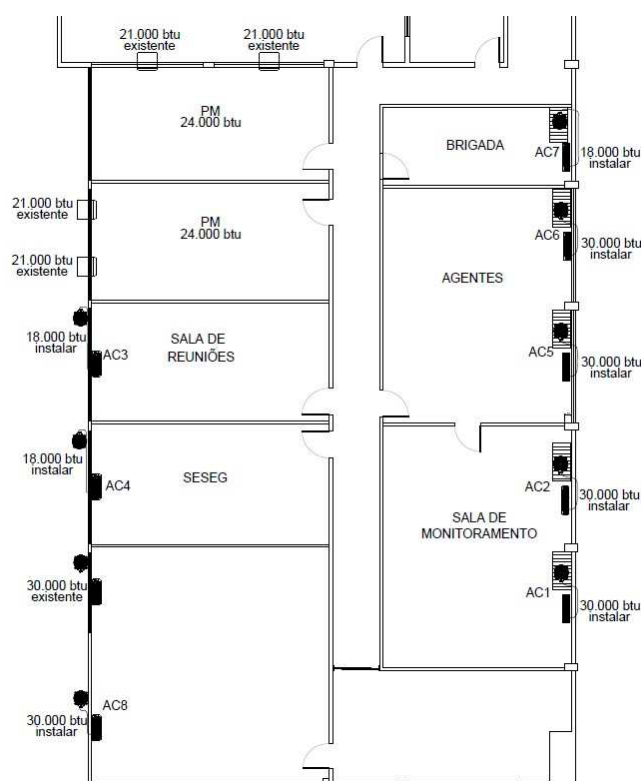 21.000 btu
existente
21.000 btu
existente
PM
24.000 btu
BRIGADA
AC7
18.000 btu
instalar
21.000 btu
existente
PM
24.000 btu
AC6
30.000 btu
instalar
21.000 btu
existente
AGENTES
18.000 btu
instalar
AC3
SALA DE
REUNIÕES
AC5
30.000 btu
instalar
18.000 btu
instalar
AC4
SESEG
AC2
30.000 btu
instalar
SALA DE
MONITORAMENTO
30.000 btu
existente
AC1
30.000 btu
instalar
AC8
30.000 btu
instalar